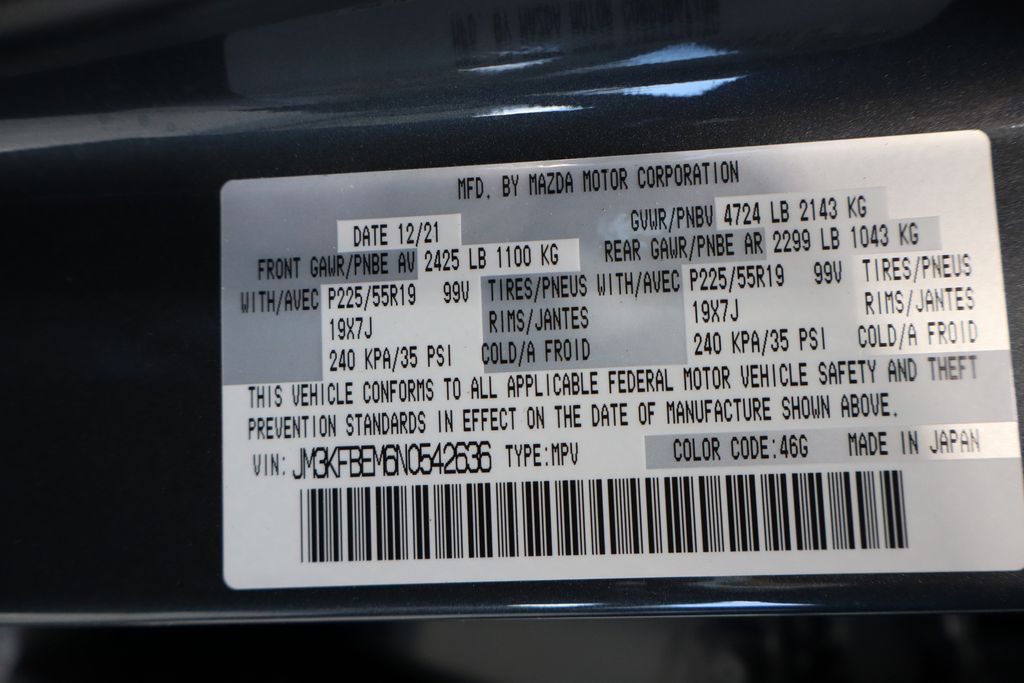 MFD. BY MAZDA MOTOR CORPORATION
DATE 12/21 GVWR/PNBV 4724 LB 2143 KG
FRONT GAWR/PNBE AV 2425 LB 1100 KG REAR GAWR/PNBE AR 2299 LB 1043 KG
WITH/AVEC P225/55R19 99V TIRES/PNEUS WITH/AVEC P225/55R19 99V TIRES/PNEUS
19X7J RIMS/JANTES 19X7J RIMS/JANTES
240 KPA/35 PSI COLD/A FROID 240 KPA/35 PSI COLD/A FROID
THIS VEHICLE CONFORMS TO ALL APPLICABLE FEDERAL MOTOR VEHICLE SAFETY AND THEFT
PREVENTION STANDARDS IN EFFECT ON THE DATE OF MANUFACTURE SHOWN ABOVE.
VIN: JM3KFBEM6N0542636 TYPE:MPV COLOR CODE:46G MADE IN JAPAN